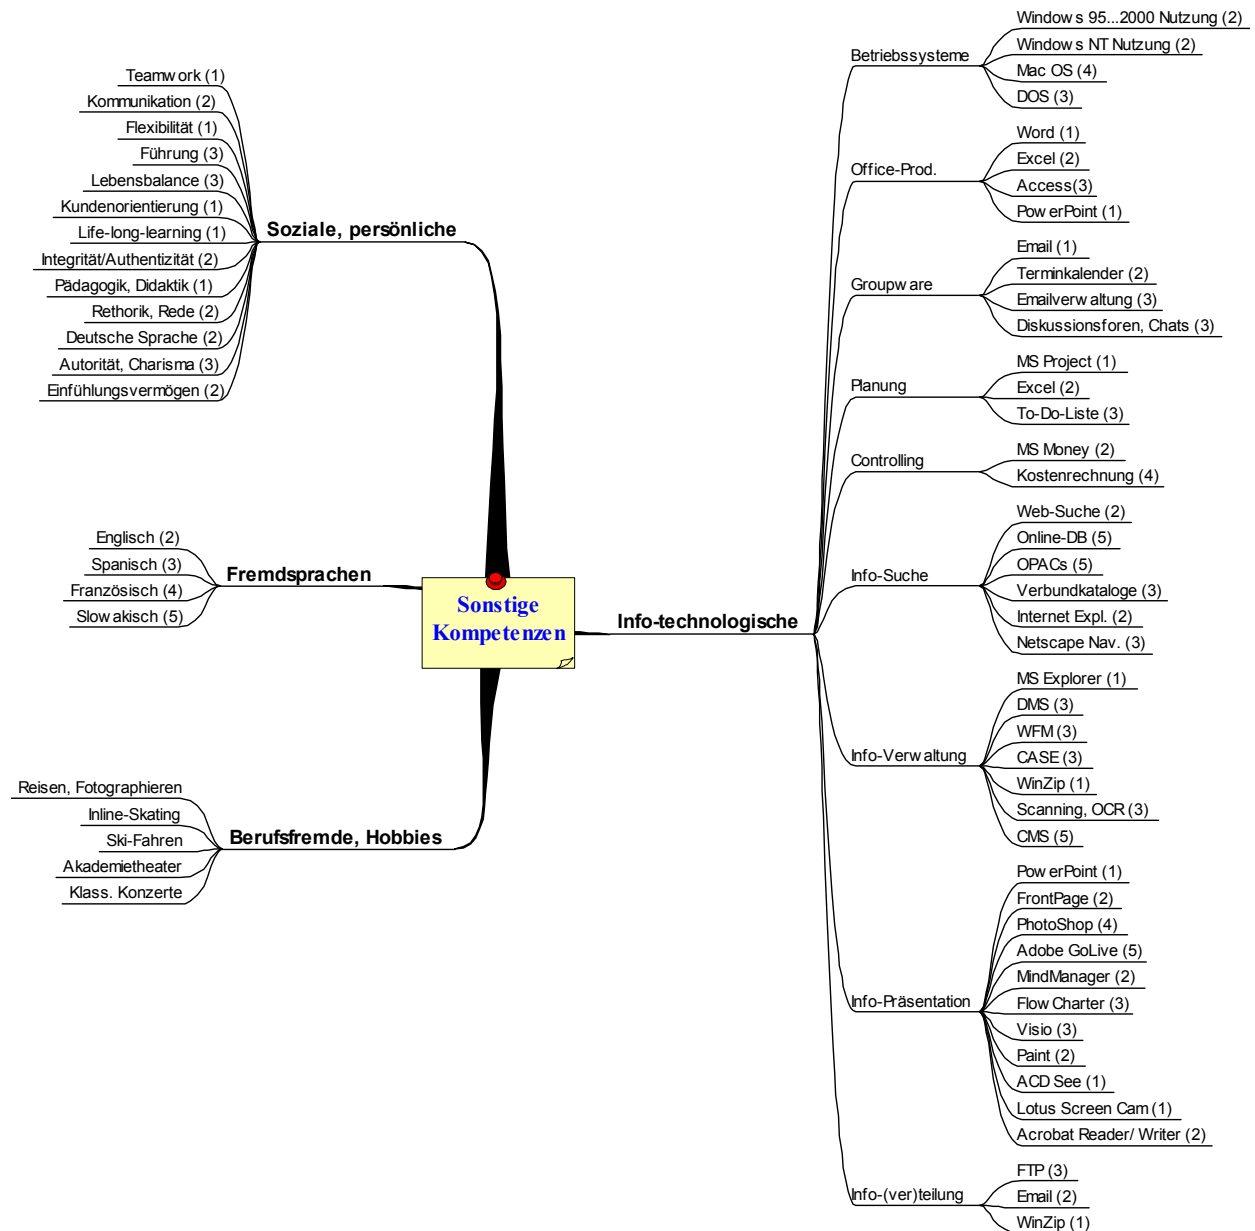 Sonstige
Kompetenzen
Soziale, persönliche
Teamwork (1)
Kommunikation (2)
Flexibilität (1)
Führung (3)
Lebensbalance (3)
Kundenorientierung (1)
Life-long-learning (1)
Integrität/Authentizität (2)
Pädagogik, Didaktik (1)
Rethorik, Rede (2)
Deutsche Sprache (2)
Autorität, Charisma (3)
Einfühlungsvermögen (2)
Fremdsprachen
Englisch (2)
Spanisch (3)
Französisch (4)
Slowakisch (5)
Berufsfremde, Hobbies
Reisen, Fotographieren
Inline-Skating
Ski-Fahren
Akademietheater
Klass. Konzerte
Info-technologische
Betriebssysteme
Windows 95...2000 Nutzung (2)
Windows NT Nutzung (2)
Mac OS (4)
DOS (3)
Office-Prod.
Word (1)
Excel (2)
Access(3)
PowerPoint (1)
Groupware
Email (1)
Terminkalender (2)
Emailverwaltung (3)
Diskussionsforen, Chats (3)
Planung
MS Project (1)
Excel (2)
To-Do-Liste (3)
Controlling
MS Money (2)
Kostenrechnung (4)
Info-Suche
Web-Suche (2)
Online-DB (5)
OPACs (5)
Verbundkataloge (3)
Internet Expl. (2)
Netscape Nav. (3)
Info-Verwaltung
MS Explorer (1)
DMS (3)
WFM (3)
CASE (3)
WinZip (1)
Scanning, OCR (3)
CMS (5)
Info-Präsentation
PowerPoint (1)
FrontPage (2)
PhotoShop (4)
Adobe GoLive (5)
MindManager (2)
Flow Charter (3)
Visio (3)
Paint (2)
ACD See (1)
Lotus Screen Cam (1)
Acrobat Reader/ Writer (2)
Info-(ver)teilung
FTP (3)
Email (2)
WinZip (1)